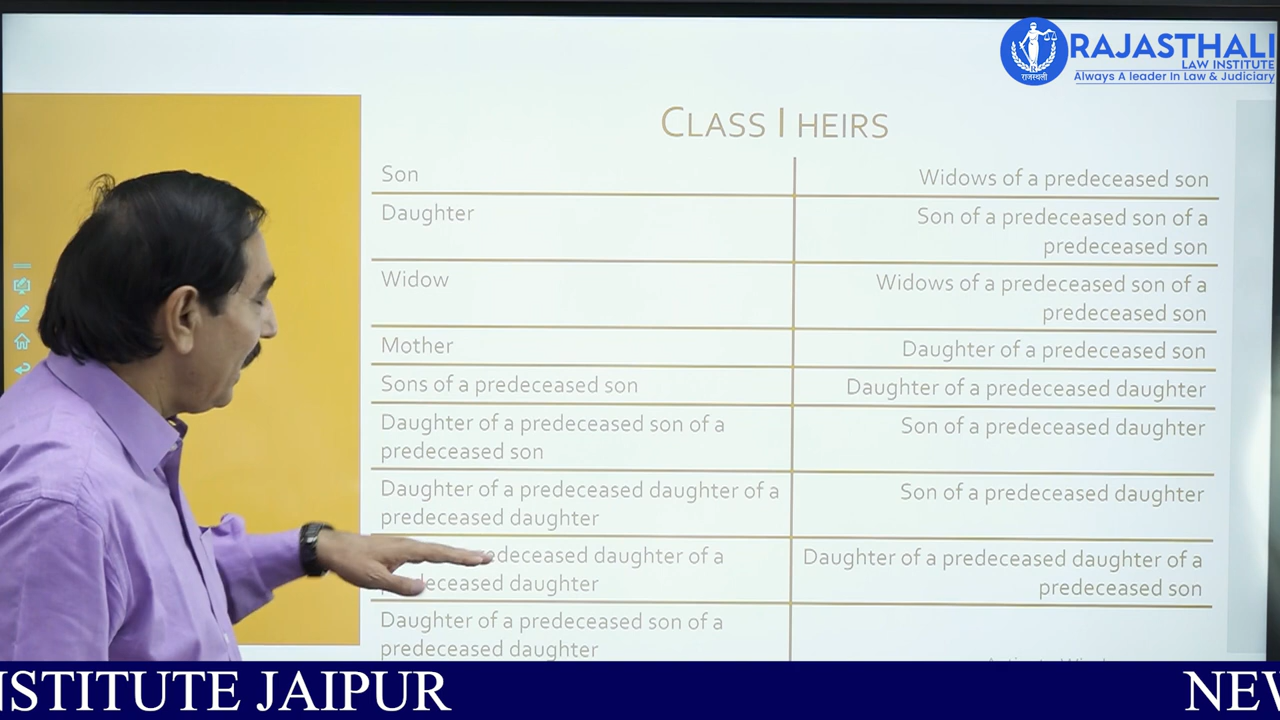 RAJASTHALI
LAW INSTITUTE
Always A leader In Law & Judiciary
राजस्थली
CLASS I HEIRS
Son
Widows of a predeceased son
Daughter
Son of a predeceased son of a
predeceased son
Widow
Widows of a predeceased son of a
predeceased son
Mother
Daughter of a predeceased son
Sons of a predeceased son
Daughter of a predeceased daughter
Daughter of a predeceased son of a
predeceased son
Son of a predeceased daughter
Daughter of a predeceased daughter of a
predeceased daughter
Son of a predeceased daughter
edeceased daughter of a
deceased daughter
Daughter of a predeceased daughter of a
predeceased son
Daughter of a predeceased son of a
predeceased daughter
NSTITUTE JAIPUR
NEW